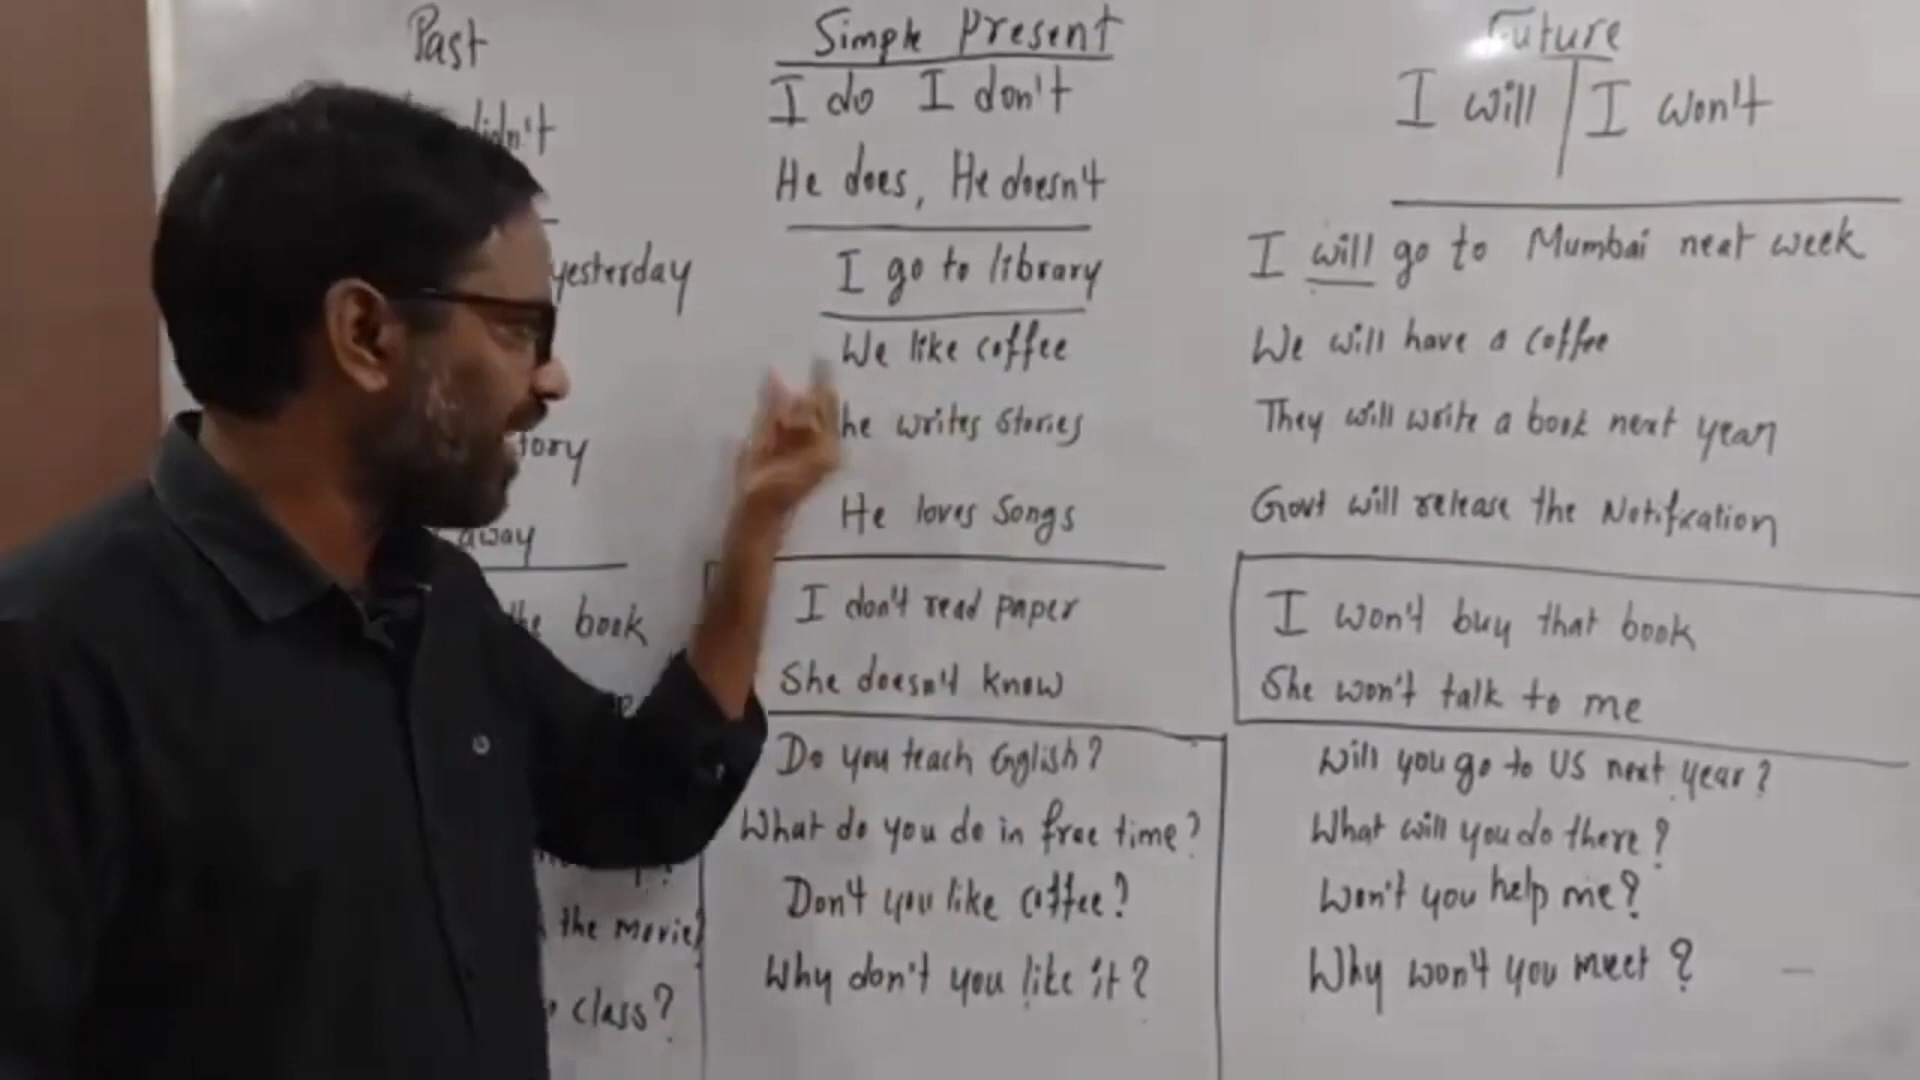 Past
didn't
yesterday
tory
away
the book
the movie?
class?
Simple Present
I do I don't
He does, He doesn't
I go to library
We like coffee
he writes stories
He loves Songs
I don't read paper
She doesn't know
Do you teach English?
What do you do in free time?
Don't you like coffee?
Why don't you like it?
Future
I will | I won't
I will go to Mumbai next week
We will have a coffee
They will write a book next year
Govt will release the Notification
I won't buy that book
She won't talk to me
Will you go to US next year?
What will you do there?
Won't you help me?
Why won't you meet?